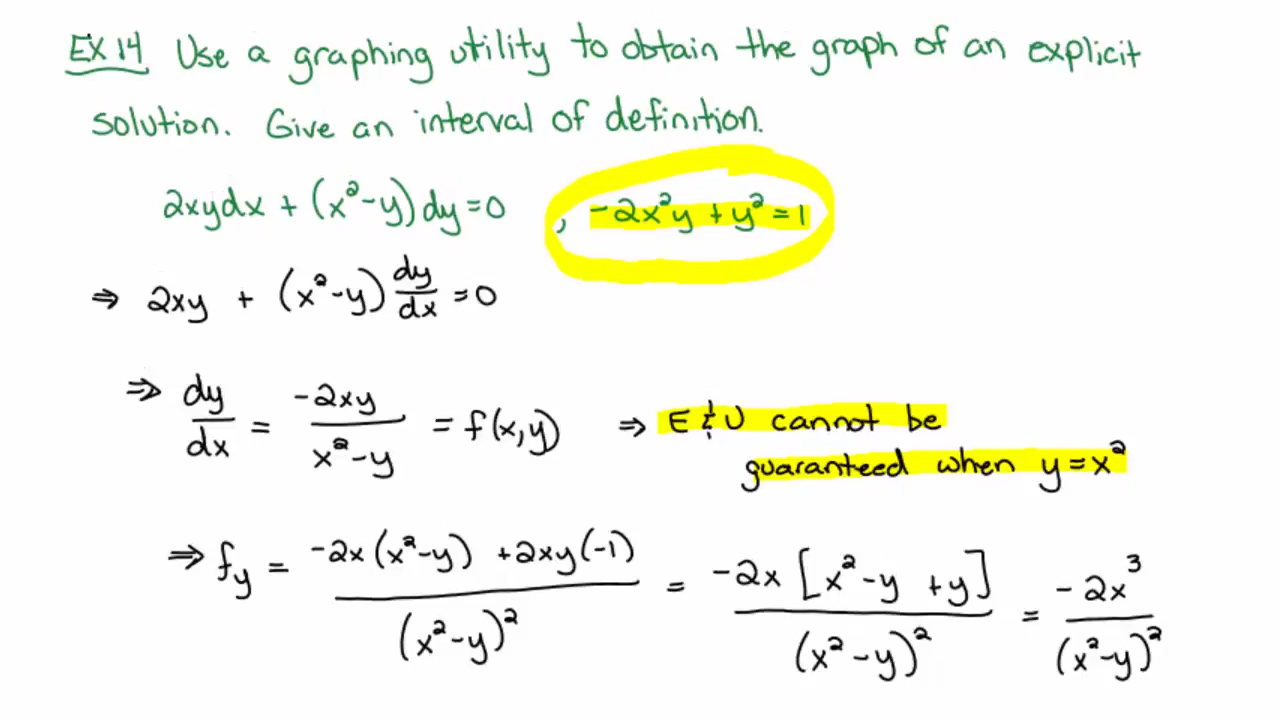 EX 14 Use a graphing utility to obtain the graph of an explicit
solution. Give an interval of definition.
2xydx + (x²-y)dy=0 , -2x²y + y²=1
⇒ 2xy + (x²-y) dy/dx = 0
⇒ dy/dx = -2xy/(x²-y) = f(x,y) ⇒ E & U cannot be
guaranteed when y=x²
⇒ f_y = (-2x(x²-y) +2xy(-1))/(x²-y)² = (-2x[x²-y +y])/(x²-y)² = -2x³/(x²-y)²